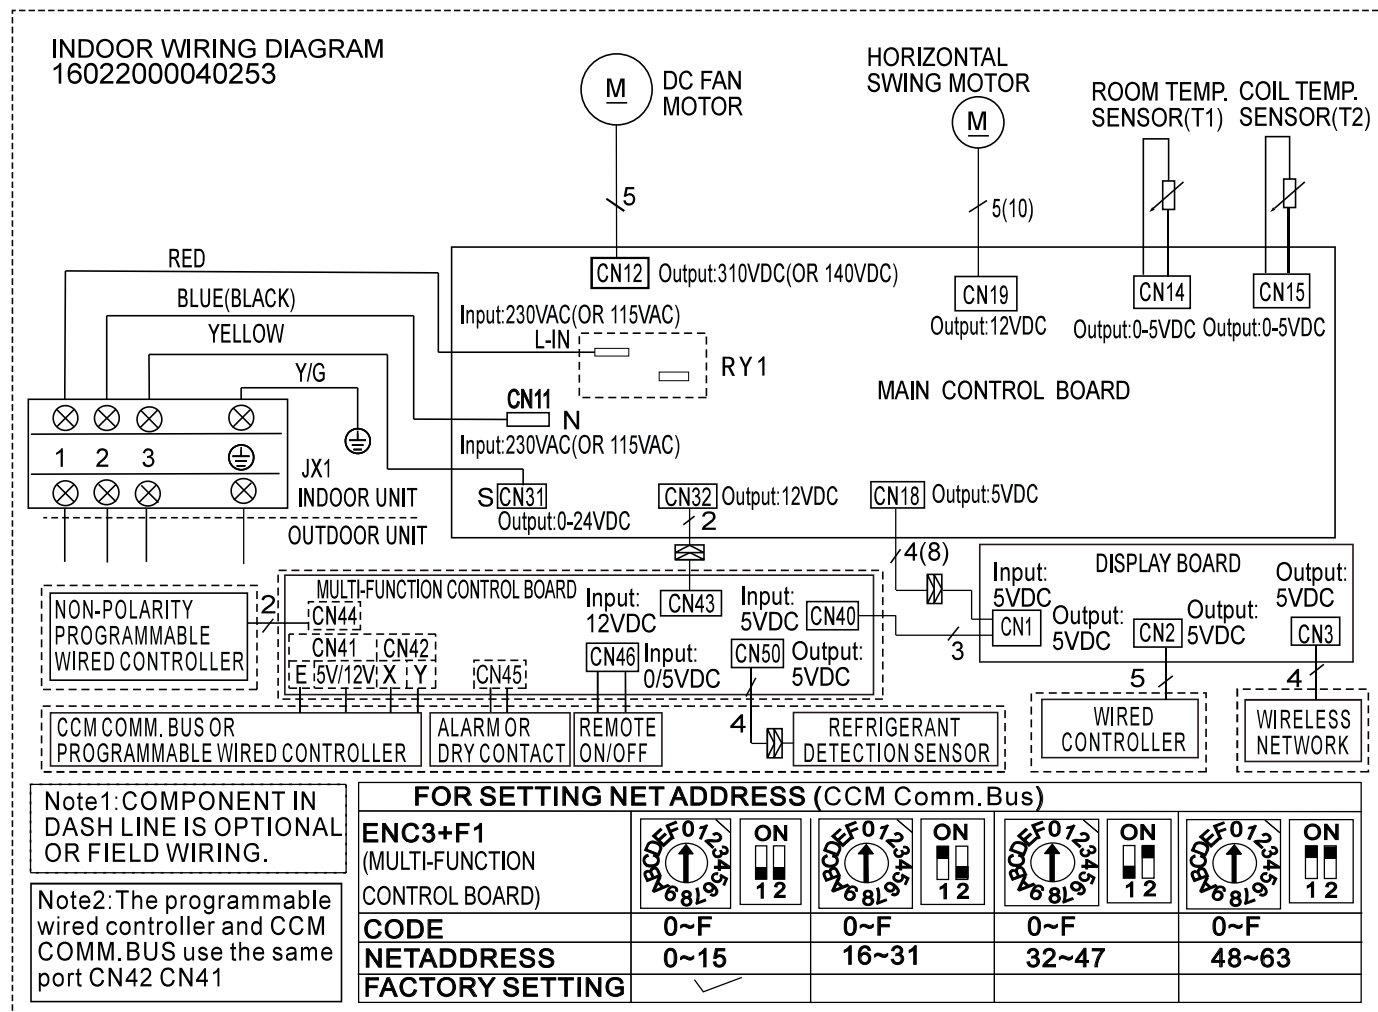 INDOOR WIRING DIAGRAM
16022000040253
M
DC FAN
MOTOR
HORIZONTAL
SWING MOTOR
M
ROOM TEMP.
SENSOR(T1)
COIL TEMP.
SENSOR(T2)
5
5(10)
RED
BLUE(BLACK)
YELLOW
Y/G
CN12 Output:310VDC(OR 140VDC)
CN19
Output:12VDC
CN14
Output:0-5VDC
CN15
Output:0-5VDC
Input:230VAC(OR 115VAC)
L-IN
RY1
MAIN CONTROL BOARD
CN11
N
Input:230VAC(OR 115VAC)
1 2 3
JX1
INDOOR UNIT
OUTDOOR UNIT
S CN31
Output:0-24VDC
CN32 Output:12VDC
2
CN18 Output:5VDC
4(8)
DISPLAY BOARD
Input:
5VDC
CN1
Output:
5VDC
CN2
Output:
5VDC
Output:
5VDC
CN3
3
5
4
MULTI-FUNCTION CONTROL BOARD
NON-POLARITY
PROGRAMMABLE
WIRED CONTROLLER
2
CN44
CN41 CN42
E 5V/12V X Y
CN45
Input:
12VDC
CN43
CN46
Input:
0/5VDC
Input:
5VDC
CN40
CN50
Output:
5VDC
4
CCM COMM. BUS OR
PROGRAMMABLE WIRED CONTROLLER
ALARM OR
DRY CONTACT
REMOTE
ON/OFF
REFRIGERANT
DETECTION SENSOR
WIRED
CONTROLLER
WIRELESS
NETWORK
Note1:COMPONENT IN
DASH LINE IS OPTIONAL
OR FIELD WIRING.
Note2:The programmable
wired controller and CCM
COMM.BUS use the same
port CN42 CN41
FOR SETTING NET ADDRESS (CCM Comm.Bus)
ENC3+F1
(MULTI-FUNCTION
CONTROL BOARD)
0123456789ABCDEF
ON
1 2
0123456789ABCDEF
ON
1 2
0123456789ABCDEF
ON
1 2
0123456789ABCDEF
ON
1 2
CODE 0~F 0~F 0~F 0~F
NETADDRESS 0~15 16~31 32~47 48~63
FACTORY SETTING